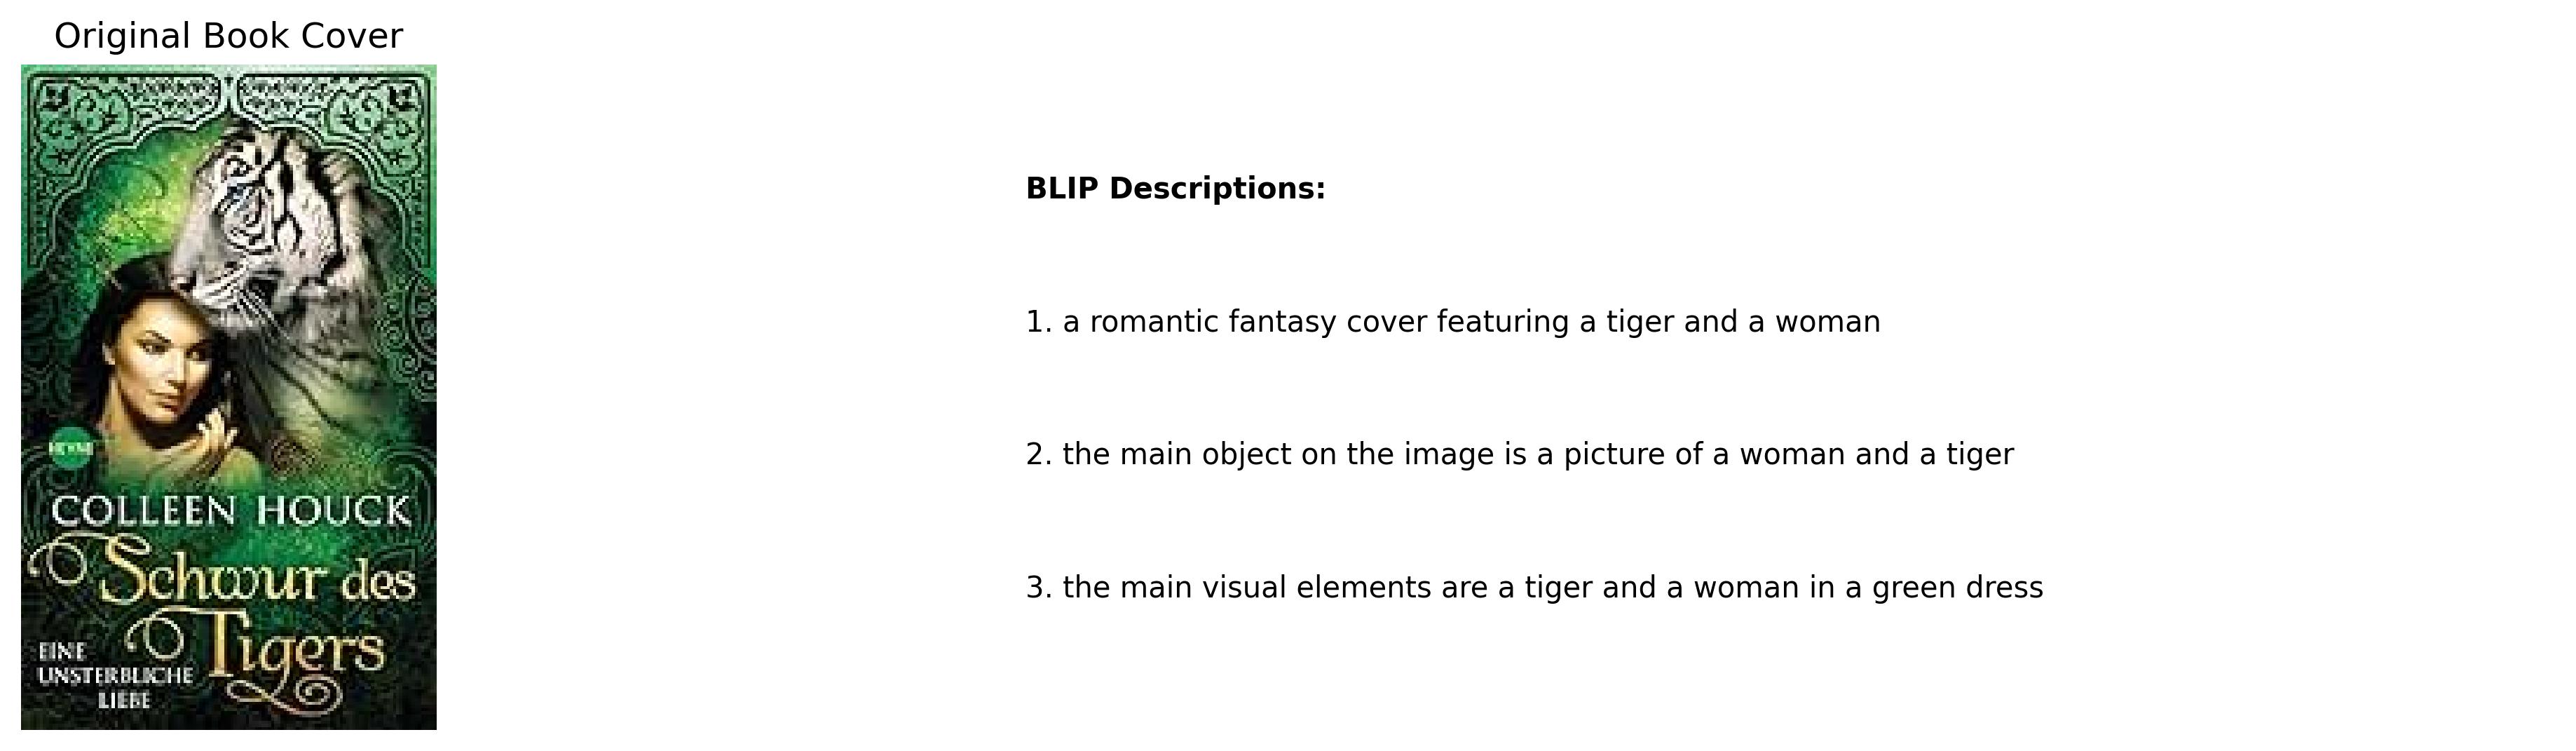 Original Book Cover
HEYNE
COLLEEN HOUCK
Schwur des
Tigers
EINE
UNSTERBLICHE
LIEBE
BLIP Descriptions:
1. a romantic fantasy cover featuring a tiger and a woman
2. the main object on the image is a picture of a woman and a tiger
3. the main visual elements are a tiger and a woman in a green dress